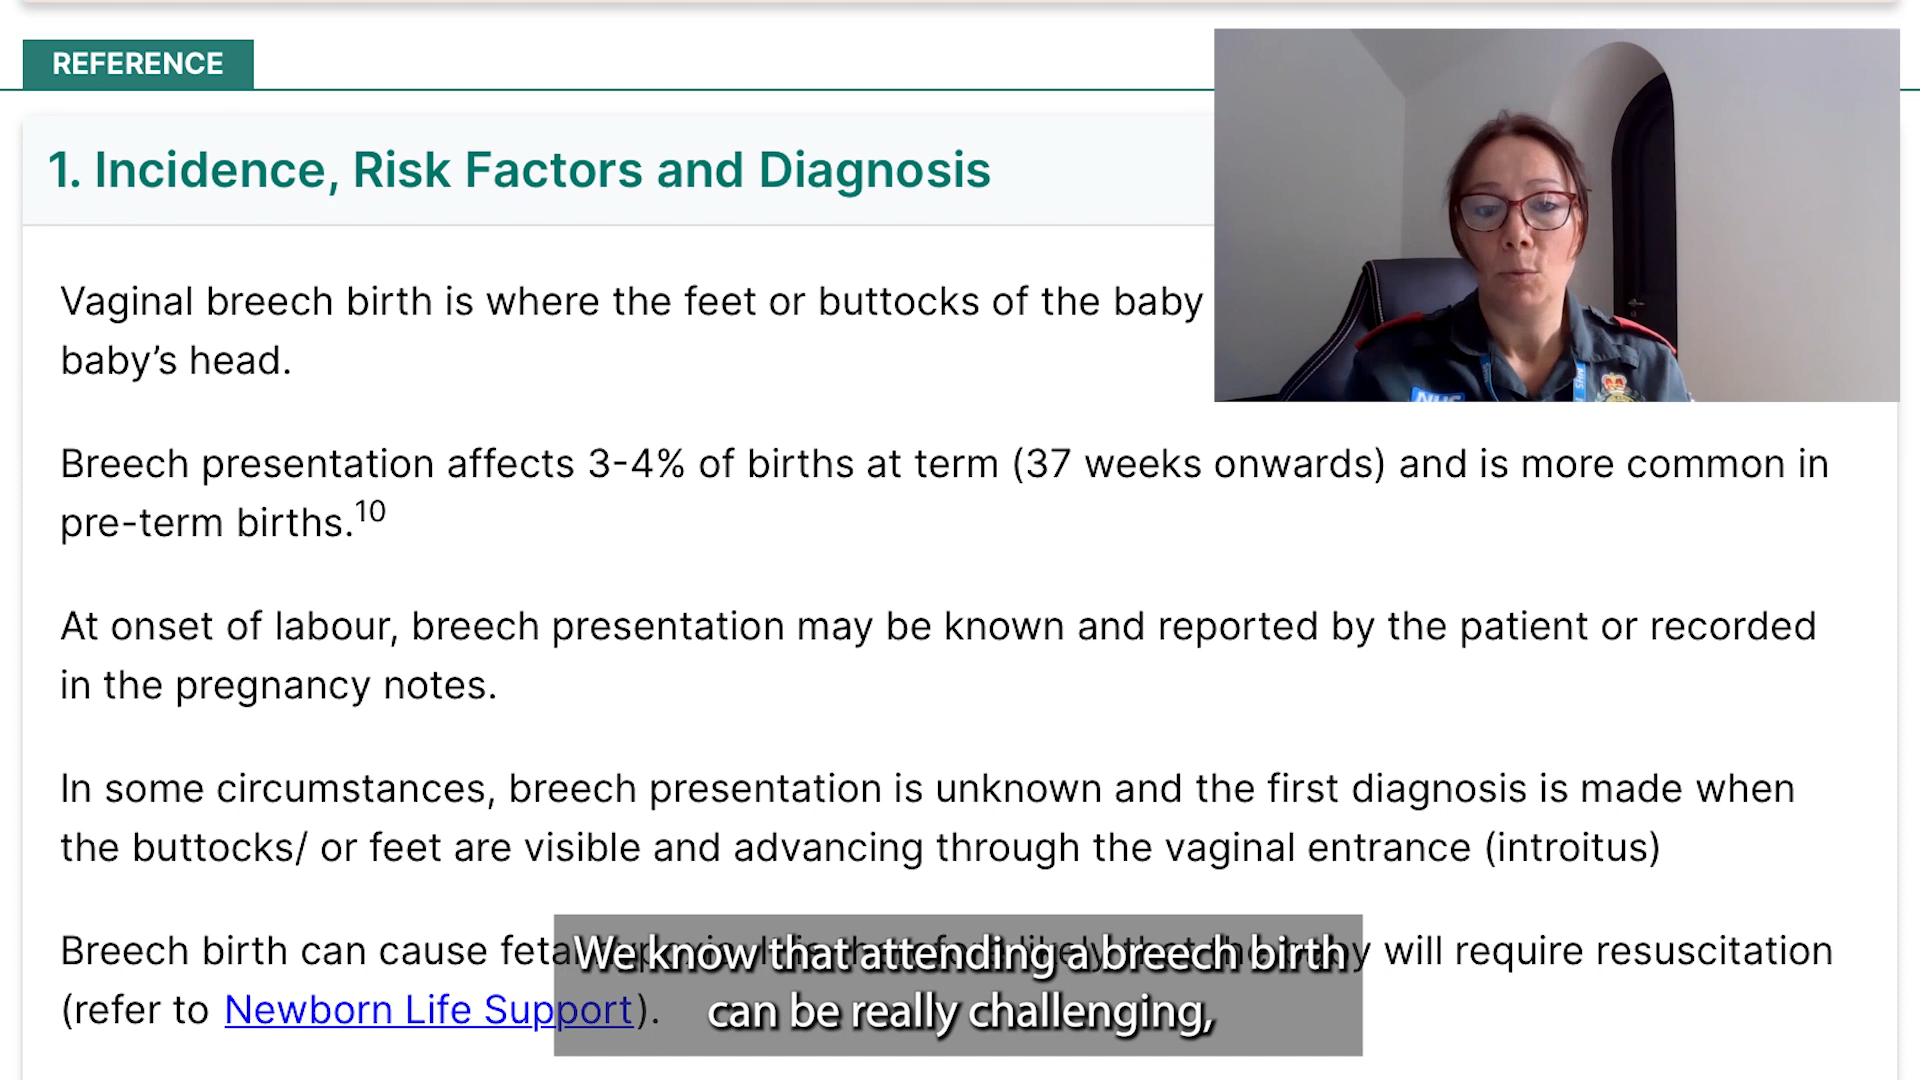 REFERENCE
1. Incidence, Risk Factors and Diagnosis
Vaginal breech birth is where the feet or buttocks of the baby
baby’s head.
Breech presentation affects 3-4% of births at term (37 weeks onwards) and is more common in
pre-term births.10
At onset of labour, breech presentation may be known and reported by the patient or recorded
in the pregnancy notes.
In some circumstances, breech presentation is unknown and the first diagnosis is made when
the buttocks/ or feet are visible and advancing through the vaginal entrance (introitus)
Breech birth can cause will require resuscitation
(refer to Newborn Life Support).
We know that attending a breech birth
can be really challenging,
NHS